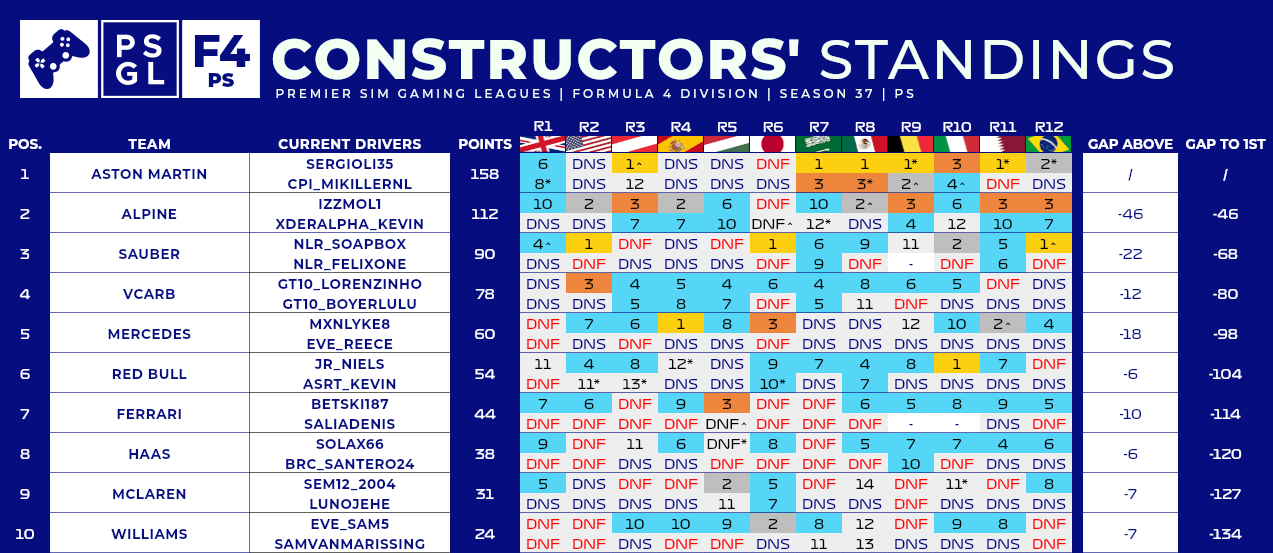 PS GL F4 PS CONSTRUCTORS' STANDINGS
PREMIER SIM GAMING LEAGUES | FORMULA 4 DIVISION | SEASON 37 | PS
R1 R2 R3 R4 R5 R6 R7 R8 R9 R10 R11 R12
POS. TEAM CURRENT DRIVERS POINTS GAP ABOVE GAP TO 1ST
SERGIOLI35 6 DNS 1^ DNS DNS DNF 1 1 1* 3 1* 2*
1 ASTON MARTIN 158 / /
CPI_MIKILLERNL 8* DNS 12 DNS DNS DNS 3 3* 2^ 4^ DNF DNS
IZZMOL1 10 2 3 2 6 DNF 10 2^ 3 6 3 3
2 ALPINE 112 -46 -46
XDERALPHA_KEVIN DNS DNS 7 7 10 DNF^ 12* DNS 4 12 10 7
NLR_SOAPBOX 4^ 1 DNF DNS DNF 1 6 9 11 2 5 1^
3 SAUBER 90 -22 -68
NLR_FELIXONE DNS DNF DNS DNS DNS DNF 9 DNF - DNF 6 DNF
GT10_LORENZINHO DNS 3 4 5 4 6 4 8 6 5 DNF DNS
4 VCARB 78 -12 -80
GT10_BOYERLULU DNS DNS 5 8 7 DNF 5 11 DNF DNS DNS DNS
MXNLYKE8 DNF 7 6 1 8 3 DNS DNS 12 10 2^ 4
5 MERCEDES 60 -18 -98
EVE_REECE DNF DNS DNF DNS DNS DNF DNS DNS DNS DNS DNS DNS
JR_NIELS 11 4 8 12* DNS 9 7 4 8 1 7 DNF
6 RED BULL 54 -6 -104
ASRT_KEVIN DNF 11* 13* DNS DNS 10* DNS 7 DNS DNS DNS DNS
BETSKI187 7 6 DNF 9 3 DNF DNF 6 5 8 9 5
7 FERRARI 44 -10 -114
SALIADENIS DNF DNF DNF DNF DNF^ DNF DNF DNF - - DNS DNF
SOLAX66 9 DNF 11 6 DNF* 8 DNF 5 7 7 4 6
8 HAAS 38 -6 -120
BRC_SANTERO24 DNF DNF DNS DNS DNF DNF DNF DNF 10 DNF DNS DNS
SEM12_2004 5 DNS DNF DNS 2 5 DNF 14 DNF 11* DNF 8
9 MCLAREN 31 -7 -127
LUNOJEHE DNS DNS DNS DNS 11 7 DNS DNS DNF DNS DNS DNS
EVE_SAM5 DNF DNF 10 10 9 2 8 12 DNF 9 8 DNF
10 WILLIAMS 24 -7 -134
SAMVANMARISSING DNF DNF DNS DNF DNF DNS 11 13 DNS DNS DNS DNF